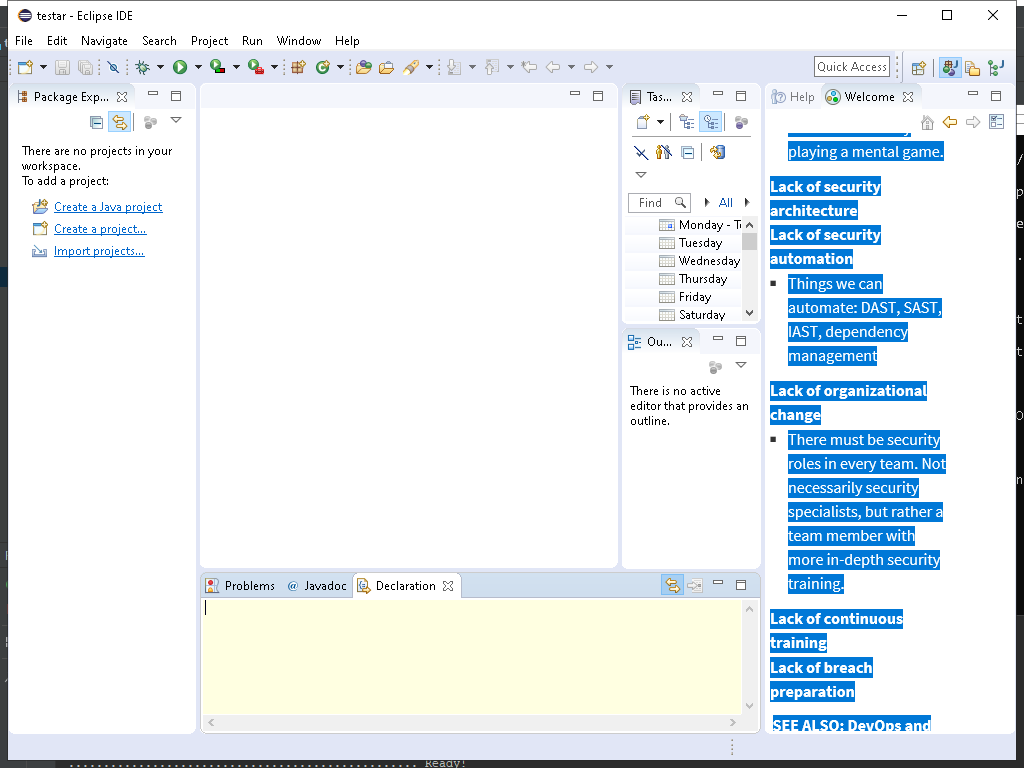 testar - Eclipse IDE
File Edit Navigate Search Project Run Window Help
Quick Access
Package Exp...
There are no projects in your
workspace.
To add a project:
Create a Java project
Create a project...
Import projects...
Tas...
Find
All
Monday - T
Tuesday
Wednesday
Thursday
Friday
Saturday
Ou...
There is no active
editor that provides an
outline.
Problems @ Javadoc Declaration
Help Welcome
playing a mental game.
Lack of security
architecture
Lack of security
automation
Things we can
automate: DAST, SAST,
IAST, dependency
management
Lack of organizational
change
There must be security
roles in every team. Not
necessarily security
specialists, but rather a
team member with
more in-depth security
training.
Lack of continuous
training
Lack of breach
preparation
SEE ALSO: DevOps and
Ready!